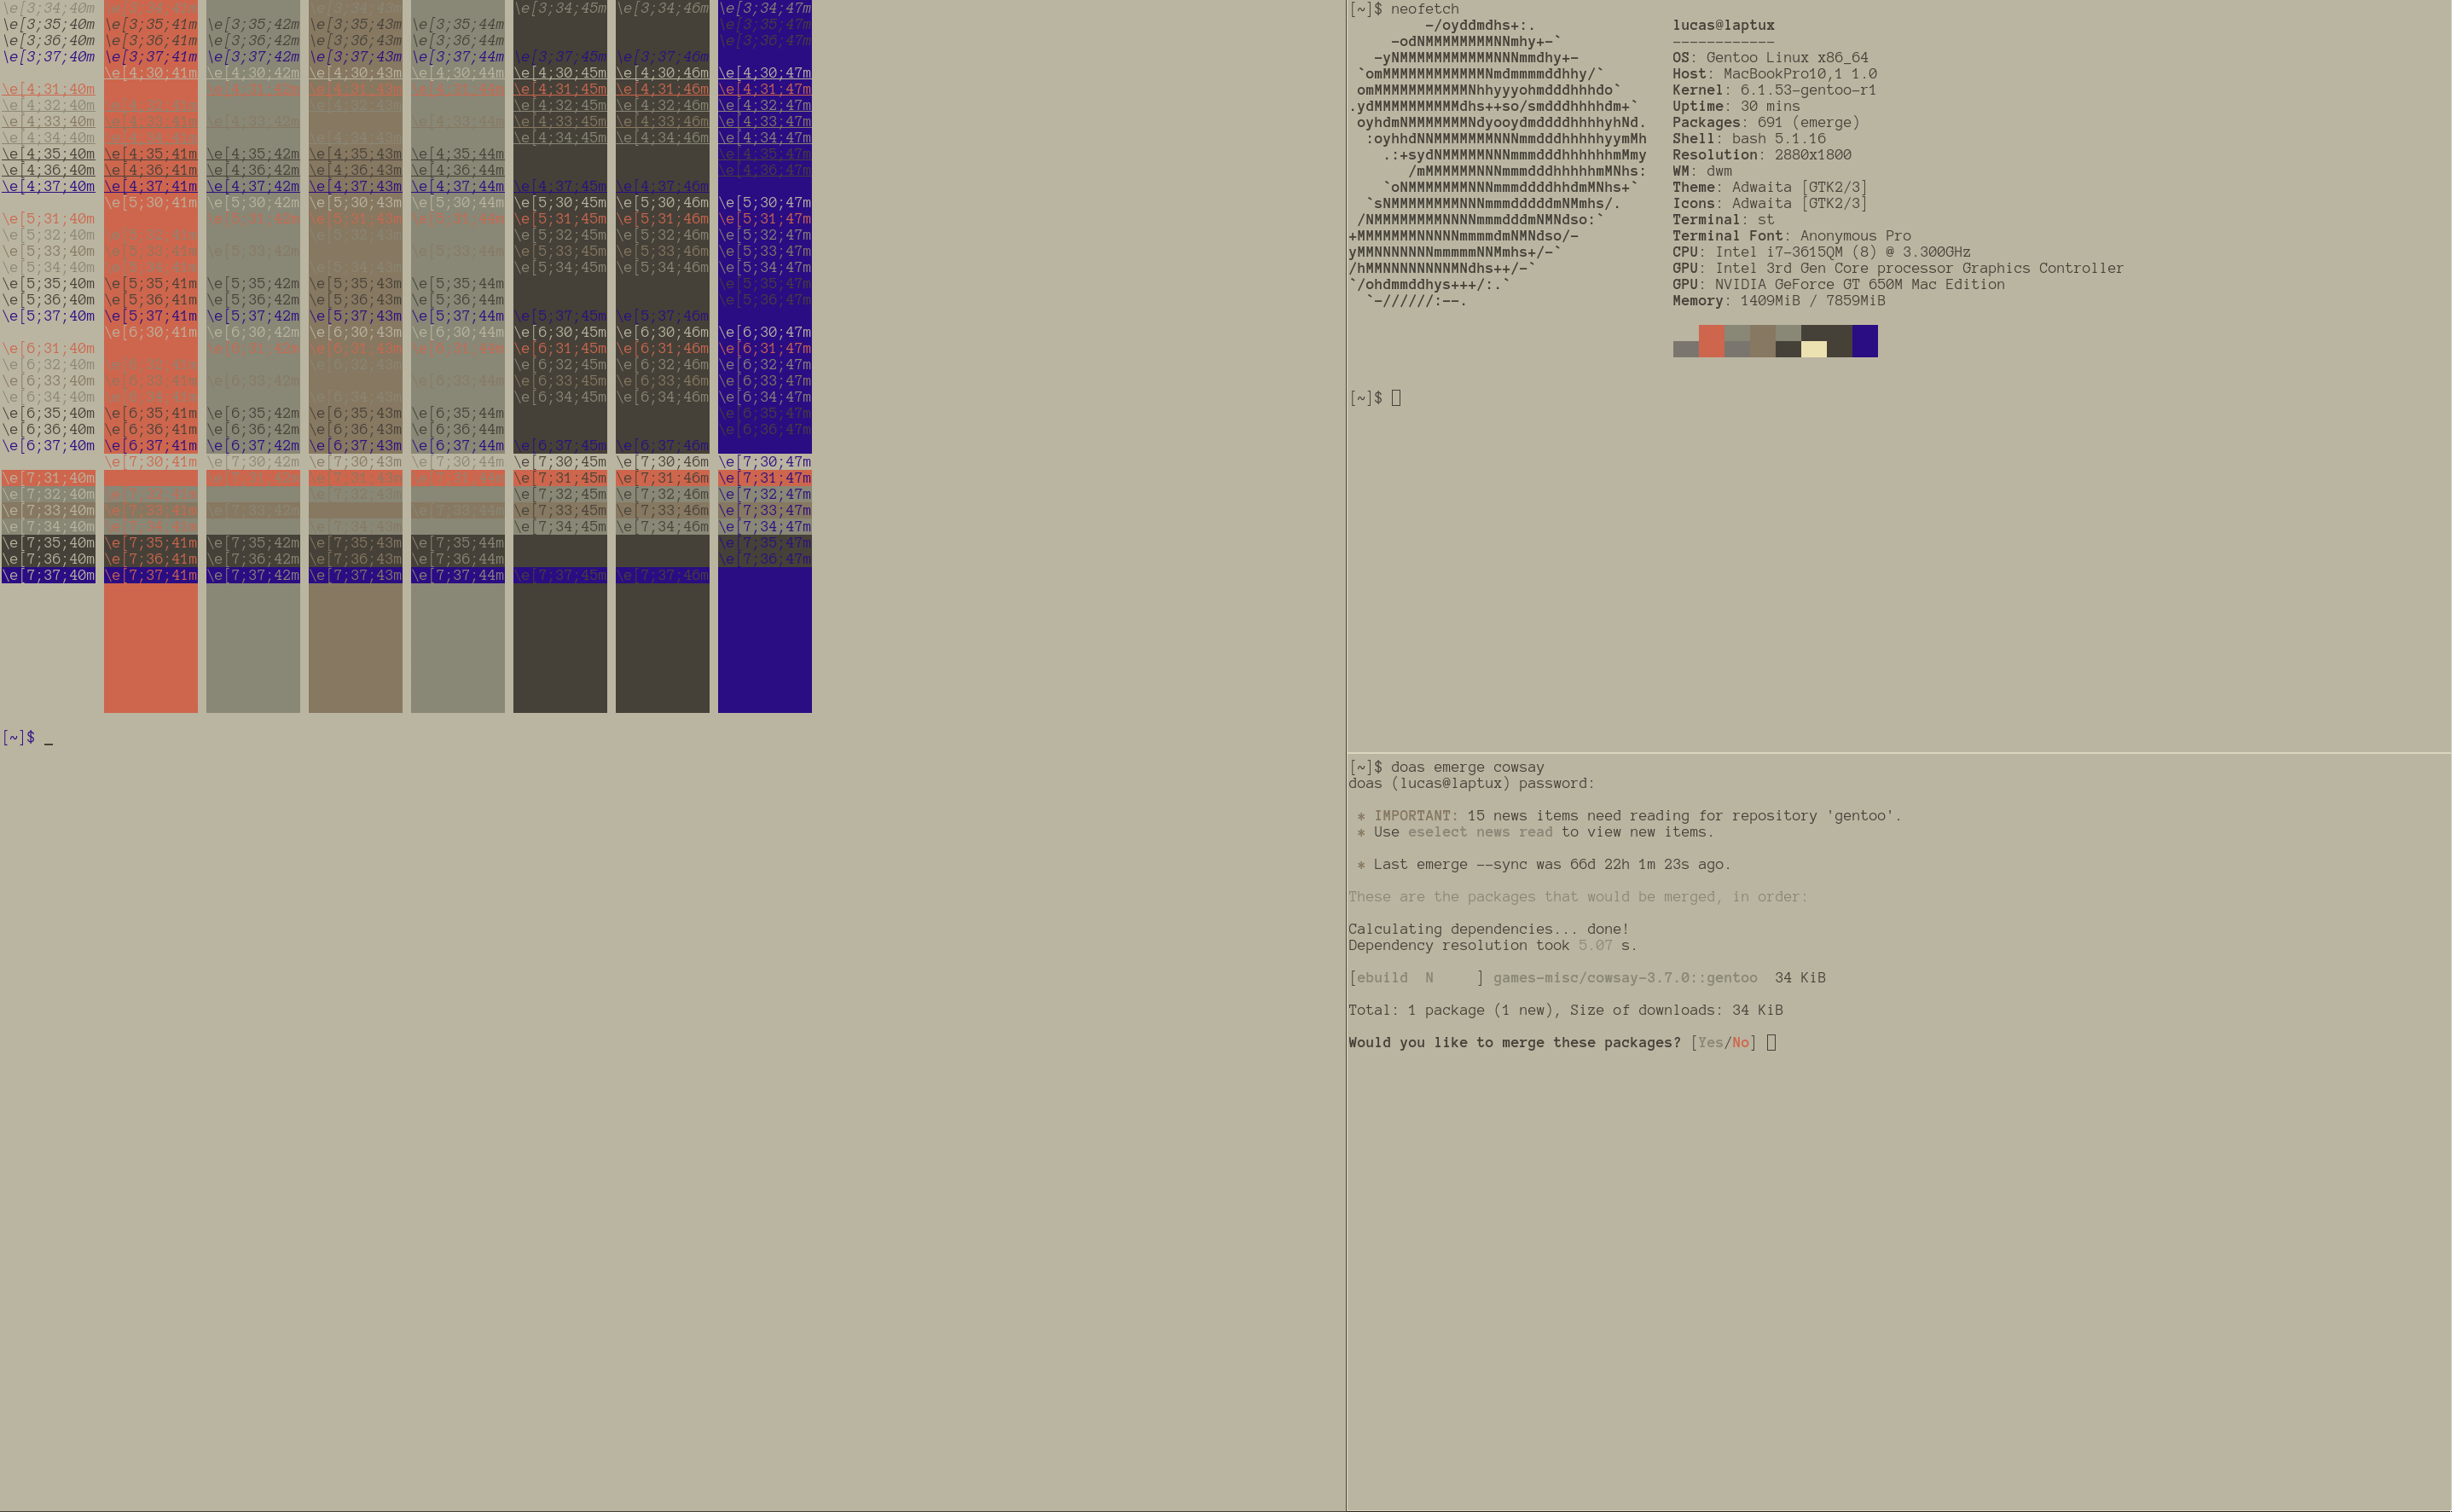 \e[3;34;40m \e[3;34;41m \e[3;34;43m \e[3;34;45m \e[3;34;46m \e[3;34;47m
\e[3;35;40m \e[3;35;41m \e[3;35;42m \e[3;35;43m \e[3;35;44m \e[3;35;47m
\e[3;36;40m \e[3;36;41m \e[3;36;42m \e[3;36;43m \e[3;36;44m \e[3;36;47m
\e[3;37;40m \e[3;37;41m \e[3;37;42m \e[3;37;43m \e[3;37;44m \e[3;37;45m \e[3;37;46m
\e[4;30;41m \e[4;30;42m \e[4;30;43m \e[4;30;44m \e[4;30;45m \e[4;30;46m \e[4;30;47m
\e[4;31;40m \e[4;31;42m \e[4;31;43m \e[4;31;44m \e[4;31;45m \e[4;31;46m \e[4;31;47m
\e[4;32;40m \e[4;32;41m \e[4;32;43m \e[4;32;45m \e[4;32;46m \e[4;32;47m
\e[4;33;40m \e[4;33;41m \e[4;33;42m \e[4;33;44m \e[4;33;45m \e[4;33;46m \e[4;33;47m
\e[4;34;40m \e[4;34;41m \e[4;34;43m \e[4;34;45m \e[4;34;46m \e[4;34;47m
\e[4;35;40m \e[4;35;41m \e[4;35;42m \e[4;35;43m \e[4;35;44m \e[4;35;47m
\e[4;36;40m \e[4;36;41m \e[4;36;42m \e[4;36;43m \e[4;36;44m \e[4;36;47m
\e[4;37;40m \e[4;37;41m \e[4;37;42m \e[4;37;43m \e[4;37;44m \e[4;37;45m \e[4;37;46m
\e[5;30;41m \e[5;30;42m \e[5;30;43m \e[5;30;44m \e[5;30;45m \e[5;30;46m \e[5;30;47m
\e[5;31;40m \e[5;31;42m \e[5;31;43m \e[5;31;44m \e[5;31;45m \e[5;31;46m \e[5;31;47m
\e[5;32;40m \e[5;32;41m \e[5;32;43m \e[5;32;45m \e[5;32;46m \e[5;32;47m
\e[5;33;40m \e[5;33;41m \e[5;33;42m \e[5;33;44m \e[5;33;45m \e[5;33;46m \e[5;33;47m
\e[5;34;40m \e[5;34;41m \e[5;34;43m \e[5;34;45m \e[5;34;46m \e[5;34;47m
\e[5;35;40m \e[5;35;41m \e[5;35;42m \e[5;35;43m \e[5;35;44m \e[5;35;47m
\e[5;36;40m \e[5;36;41m \e[5;36;42m \e[5;36;43m \e[5;36;44m \e[5;36;47m
\e[5;37;40m \e[5;37;41m \e[5;37;42m \e[5;37;43m \e[5;37;44m \e[5;37;45m \e[5;37;46m
\e[6;30;41m \e[6;30;42m \e[6;30;43m \e[6;30;44m \e[6;30;45m \e[6;30;46m \e[6;30;47m
\e[6;31;40m \e[6;31;42m \e[6;31;43m \e[6;31;44m \e[6;31;45m \e[6;31;46m \e[6;31;47m
\e[6;32;40m \e[6;32;41m \e[6;32;43m \e[6;32;45m \e[6;32;46m \e[6;32;47m
\e[6;33;40m \e[6;33;41m \e[6;33;42m \e[6;33;44m \e[6;33;45m \e[6;33;46m \e[6;33;47m
\e[6;34;40m \e[6;34;41m \e[6;34;43m \e[6;34;45m \e[6;34;46m \e[6;34;47m
\e[6;35;40m \e[6;35;41m \e[6;35;42m \e[6;35;43m \e[6;35;44m \e[6;35;47m
\e[6;36;40m \e[6;36;41m \e[6;36;42m \e[6;36;43m \e[6;36;44m \e[6;36;47m
\e[6;37;40m \e[6;37;41m \e[6;37;42m \e[6;37;43m \e[6;37;44m \e[6;37;45m \e[6;37;46m
\e[7;30;41m \e[7;30;42m \e[7;30;43m \e[7;30;44m \e[7;30;45m \e[7;30;46m \e[7;30;47m
\e[7;31;40m \e[7;31;42m \e[7;31;43m \e[7;31;44m \e[7;31;45m \e[7;31;46m \e[7;31;47m
\e[7;32;40m \e[7;32;41m \e[7;32;43m \e[7;32;45m \e[7;32;46m \e[7;32;47m
\e[7;33;40m \e[7;33;41m \e[7;33;42m \e[7;33;44m \e[7;33;45m \e[7;33;46m \e[7;33;47m
\e[7;34;40m \e[7;34;41m \e[7;34;43m \e[7;34;45m \e[7;34;46m \e[7;34;47m
\e[7;35;40m \e[7;35;41m \e[7;35;42m \e[7;35;43m \e[7;35;44m \e[7;35;47m
\e[7;36;40m \e[7;36;41m \e[7;36;42m \e[7;36;43m \e[7;36;44m \e[7;36;47m
\e[7;37;40m \e[7;37;41m \e[7;37;42m \e[7;37;43m \e[7;37;44m \e[7;37;45m \e[7;37;46m
[~]$ _
[~]$ neofetch
-/oyddmdhs+:. lucas@laptux
-odNMMMMMMMMNNmhy+-` ------------
-yNMMMMMMMMMMMNNNmmdhy+- OS: Gentoo Linux x86_64
`omMMMMMMMMMMMMNmdmmmmddhhy/` Host: MacBookPro10,1 1.0
omMMMMMMMMMMMNhhyyyohmdddhhhdo` Kernel: 6.1.53-gentoo-r1
.ydMMMMMMMMMMdhs++so/smdddhhhhdm+` Uptime: 30 mins
oyhdmNMMMMMMMNdyooydmddddhhhhyhNd. Packages: 691 (emerge)
:oyhhdNNMMMMMMMNNNmmdddhhhhhyymMh Shell: bash 5.1.16
.:+sydNMMMMMNNNmmmdddhhhhhhmMmy Resolution: 2880x1800
/mMMMMMMNNNmmmdddhhhhhmMNhs: WM: dwm
`oNMMMMMMMNNNmmmddddhhdmMNhs+` Theme: Adwaita [GTK2/3]
`sNMMMMMMMMNNNmmmdddddmNMmhs/. Icons: Adwaita [GTK2/3]
/NMMMMMMMMNNNNmmmdddmNMNdso:` Terminal: st
+MMMMMMMNNNNNmmmmdmNMNdso/- Terminal Font: Anonymous Pro
yMMNNNNNNNmmmmmNNMmhs+/-` CPU: Intel i7-3615QM (8) @ 3.300GHz
/hMMNNNNNNNNMNdhs++/-` GPU: Intel 3rd Gen Core processor Graphics Controller
`/ohdmmddhys+++/:.` GPU: NVIDIA GeForce GT 650M Mac Edition
`-//////:--. Memory: 1409MiB / 7859MiB
[~]$
[~]$ doas emerge cowsay
doas (lucas@laptux) password:
* IMPORTANT: 15 news items need reading for repository 'gentoo'.
* Use eselect news read to view new items.
* Last emerge --sync was 66d 22h 1m 23s ago.
These are the packages that would be merged, in order:
Calculating dependencies... done!
Dependency resolution took 5.07 s.
[ebuild  N     ] games-misc/cowsay-3.7.0::gentoo  34 KiB
Total: 1 package (1 new), Size of downloads: 34 KiB
Would you like to merge these packages? [Yes/No]